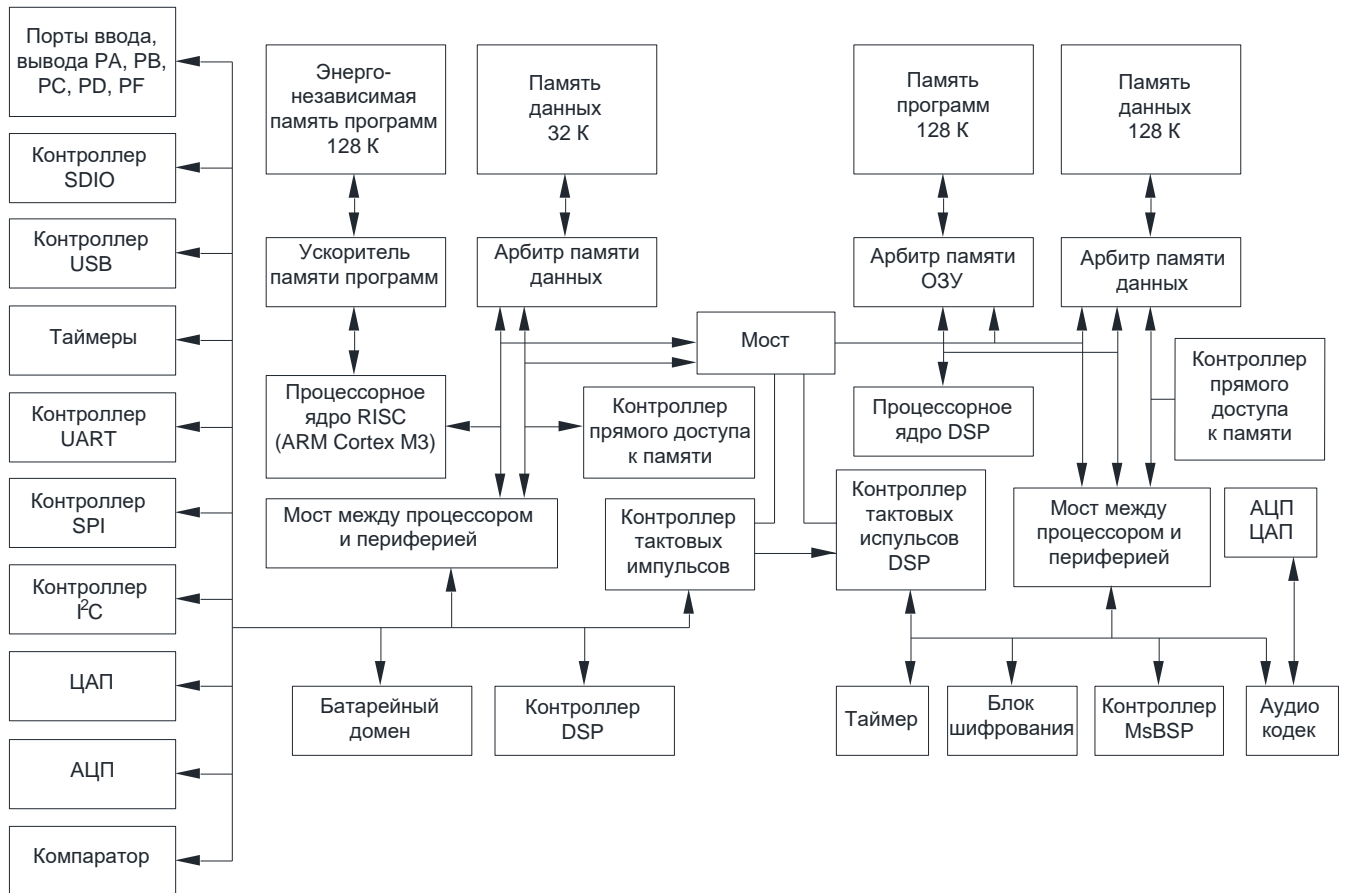 Порты ввода,
вывода PA, PB,
PC, PD, PF
Контроллер
SDIO
Контроллер
USB
Таймеры
Контроллер
UART
Контроллер
SPI
Контроллер
I²C
ЦАП
АЦП
Компаратор
Энерго-
независимая
память программ
128 К
Память
данных
32 К
Ускоритель
памяти программ
Арбитр памяти
данных
Процессорное
ядро RISC
(ARM Cortex M3)
Контроллер
прямого доступа
к памяти
Мост между процессором
и периферией
Контроллер
тактовых
импульсов
Батарейный
домен
Контроллер
DSP
Мост
Память
программ
128 К
Память
данных
128 К
Арбитр памяти
ОЗУ
Арбитр памяти
данных
Процессорное
ядро DSP
Контроллер
прямого
доступа
к памяти
Контроллер
тактовых
испульсов
DSP
Мост между
процессором и
периферией
АЦП
ЦАП
Таймер
Блок
шифрования
Контроллер
MsBSP
Аудио
кодек